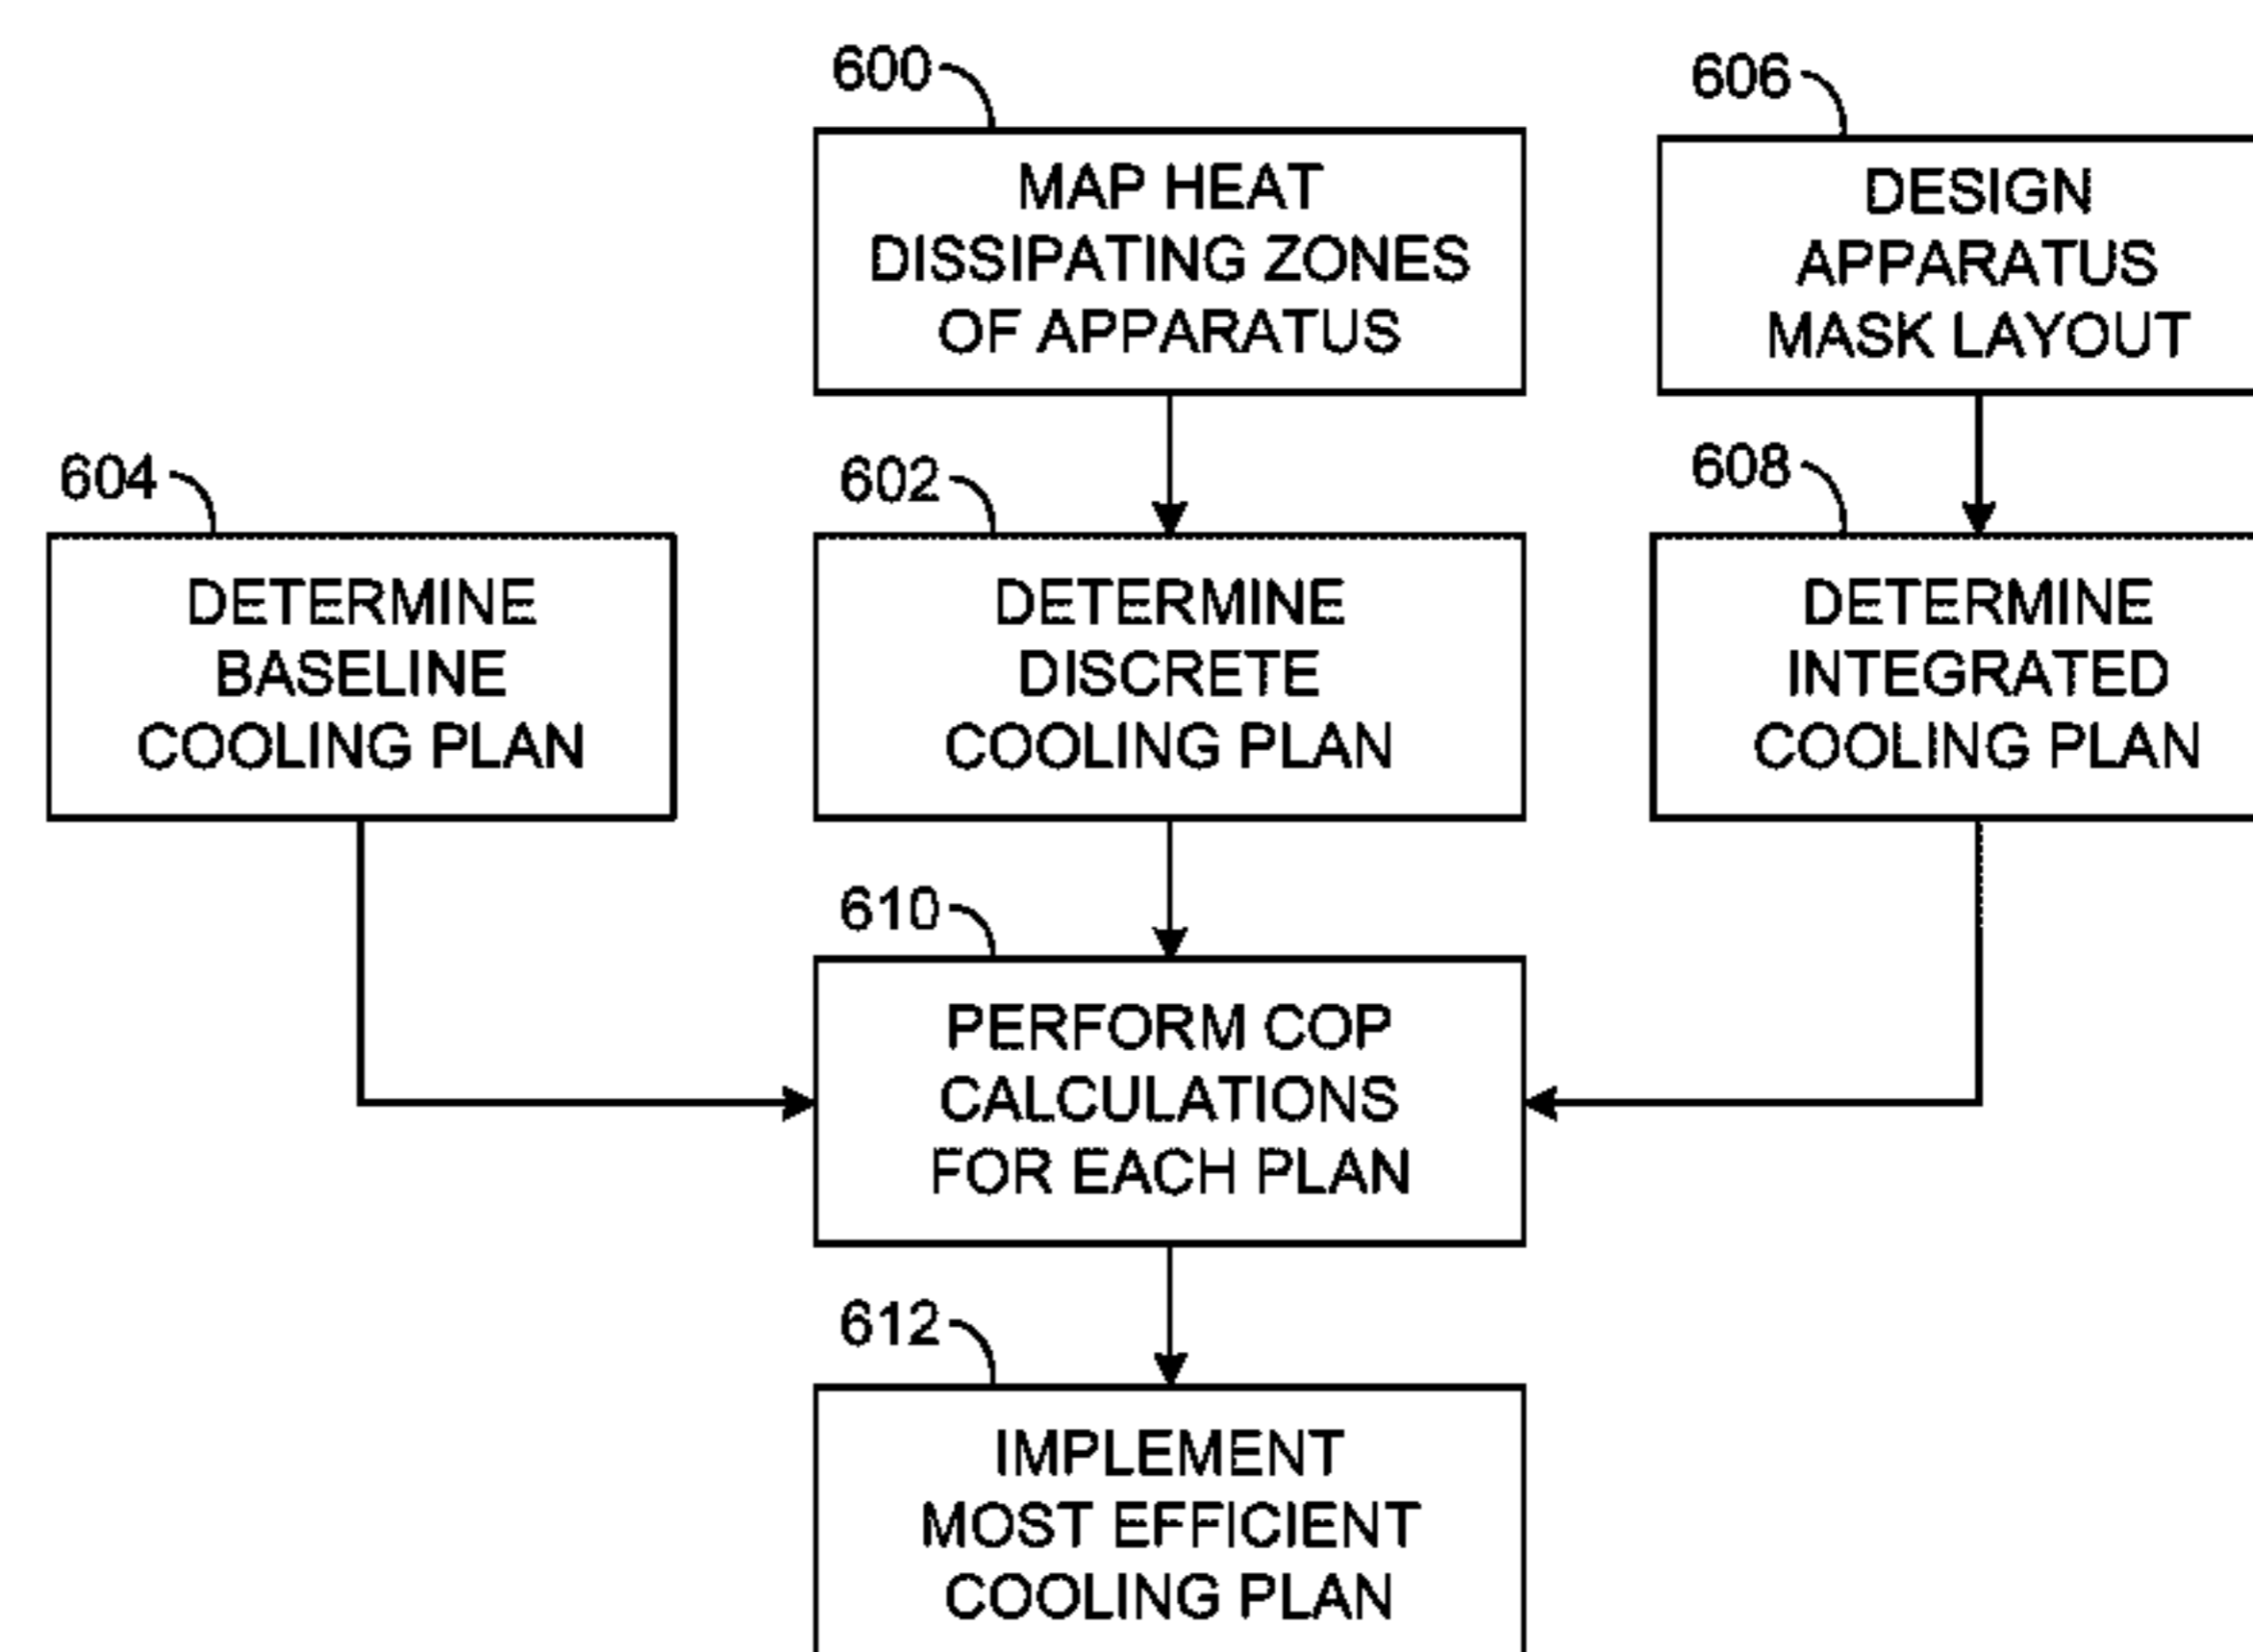 600
MAP HEAT
DISSIPATING ZONES
OF APPARATUS
606
DESIGN
APPARATUS
MASK LAYOUT
604
DETERMINE
BASELINE
COOLING PLAN
602
DETERMINE
DISCRETE
COOLING PLAN
608
DETERMINE
INTEGRATED
COOLING PLAN
610
PERFORM COP
CALCULATIONS
FOR EACH PLAN
612
IMPLEMENT
MOST EFFICIENT
COOLING PLAN